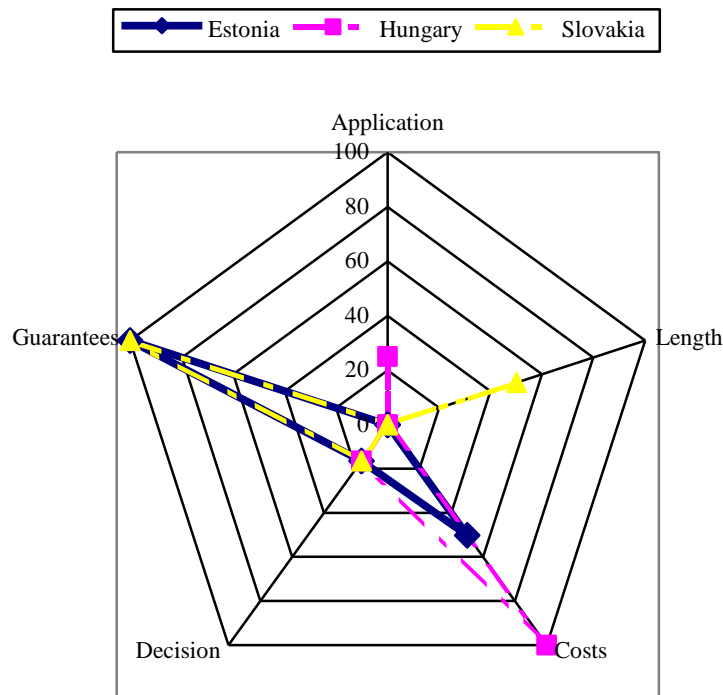 Estonia Hungary Slovakia
Application
100
80
60
40
20
0
Guarantees
Length
Decision
Costs